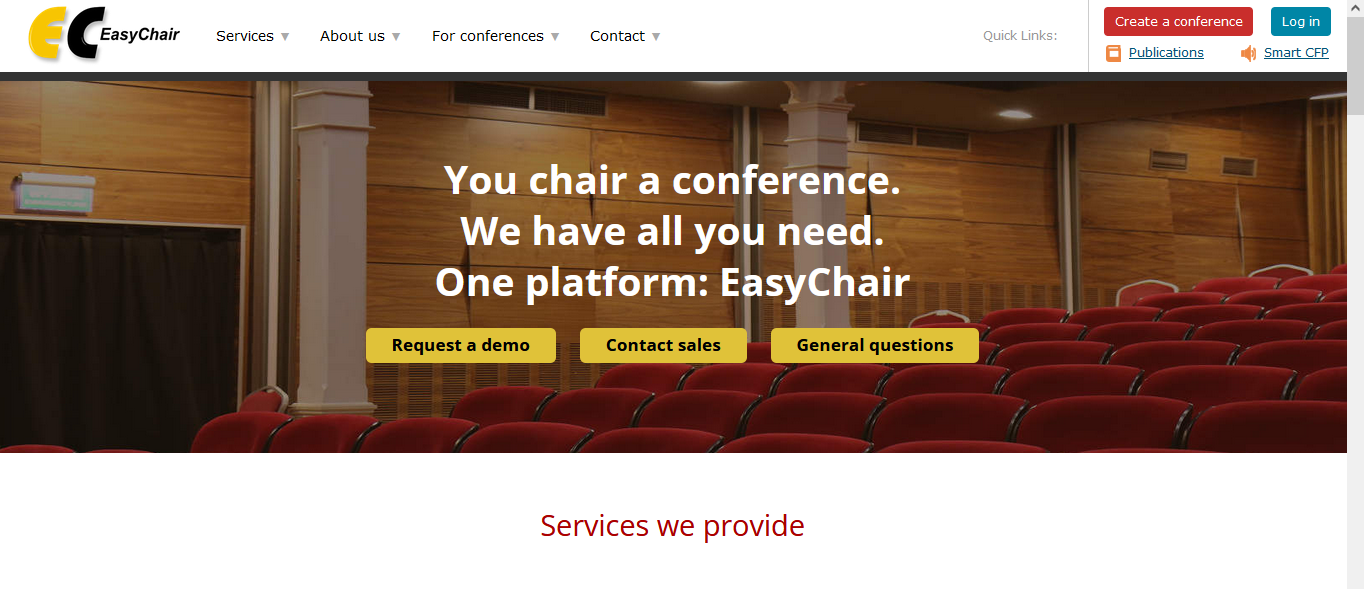 EC EasyChair
Services ▼ About us ▼ For conferences ▼ Contact ▼
Quick Links:
Create a conference
Log in
Publications
Smart CFP
You chair a conference.
We have all you need.
One platform: EasyChair
Request a demo
Contact sales
General questions
Services we provide